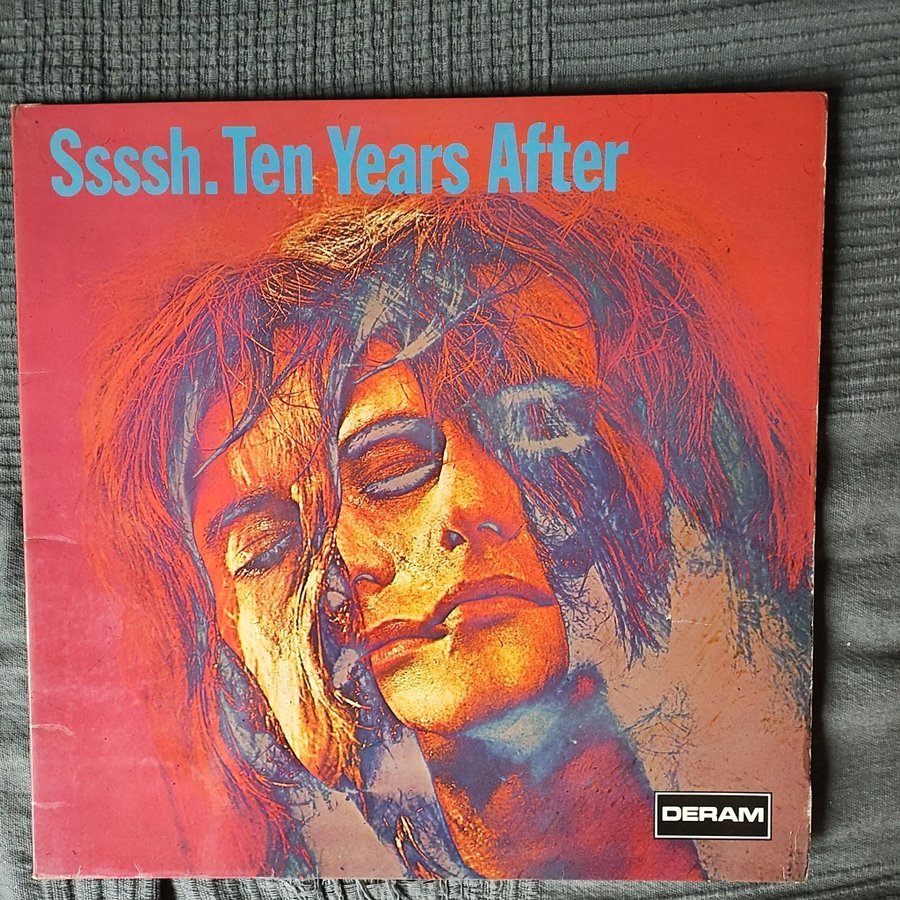 Ssssh. Ten Years After
DERAM